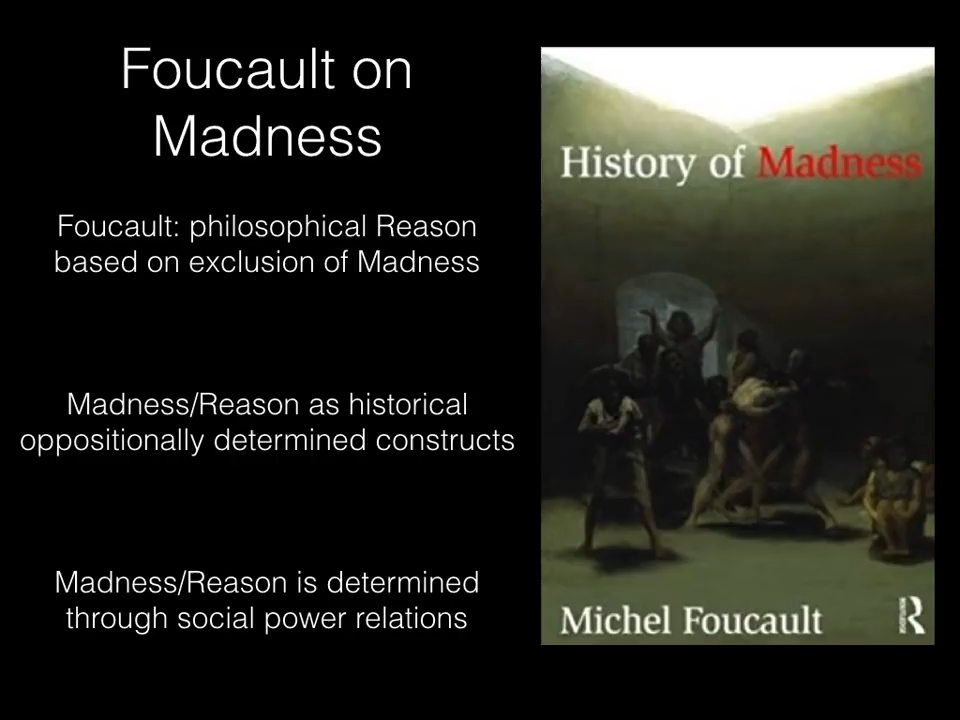 Foucault on
Madness
Foucault: philosophical Reason
based on exclusion of Madness
Madness/Reason as historical
oppositionally determined constructs
Madness/Reason is determined
through social power relations
History of Madness
Michel Foucault